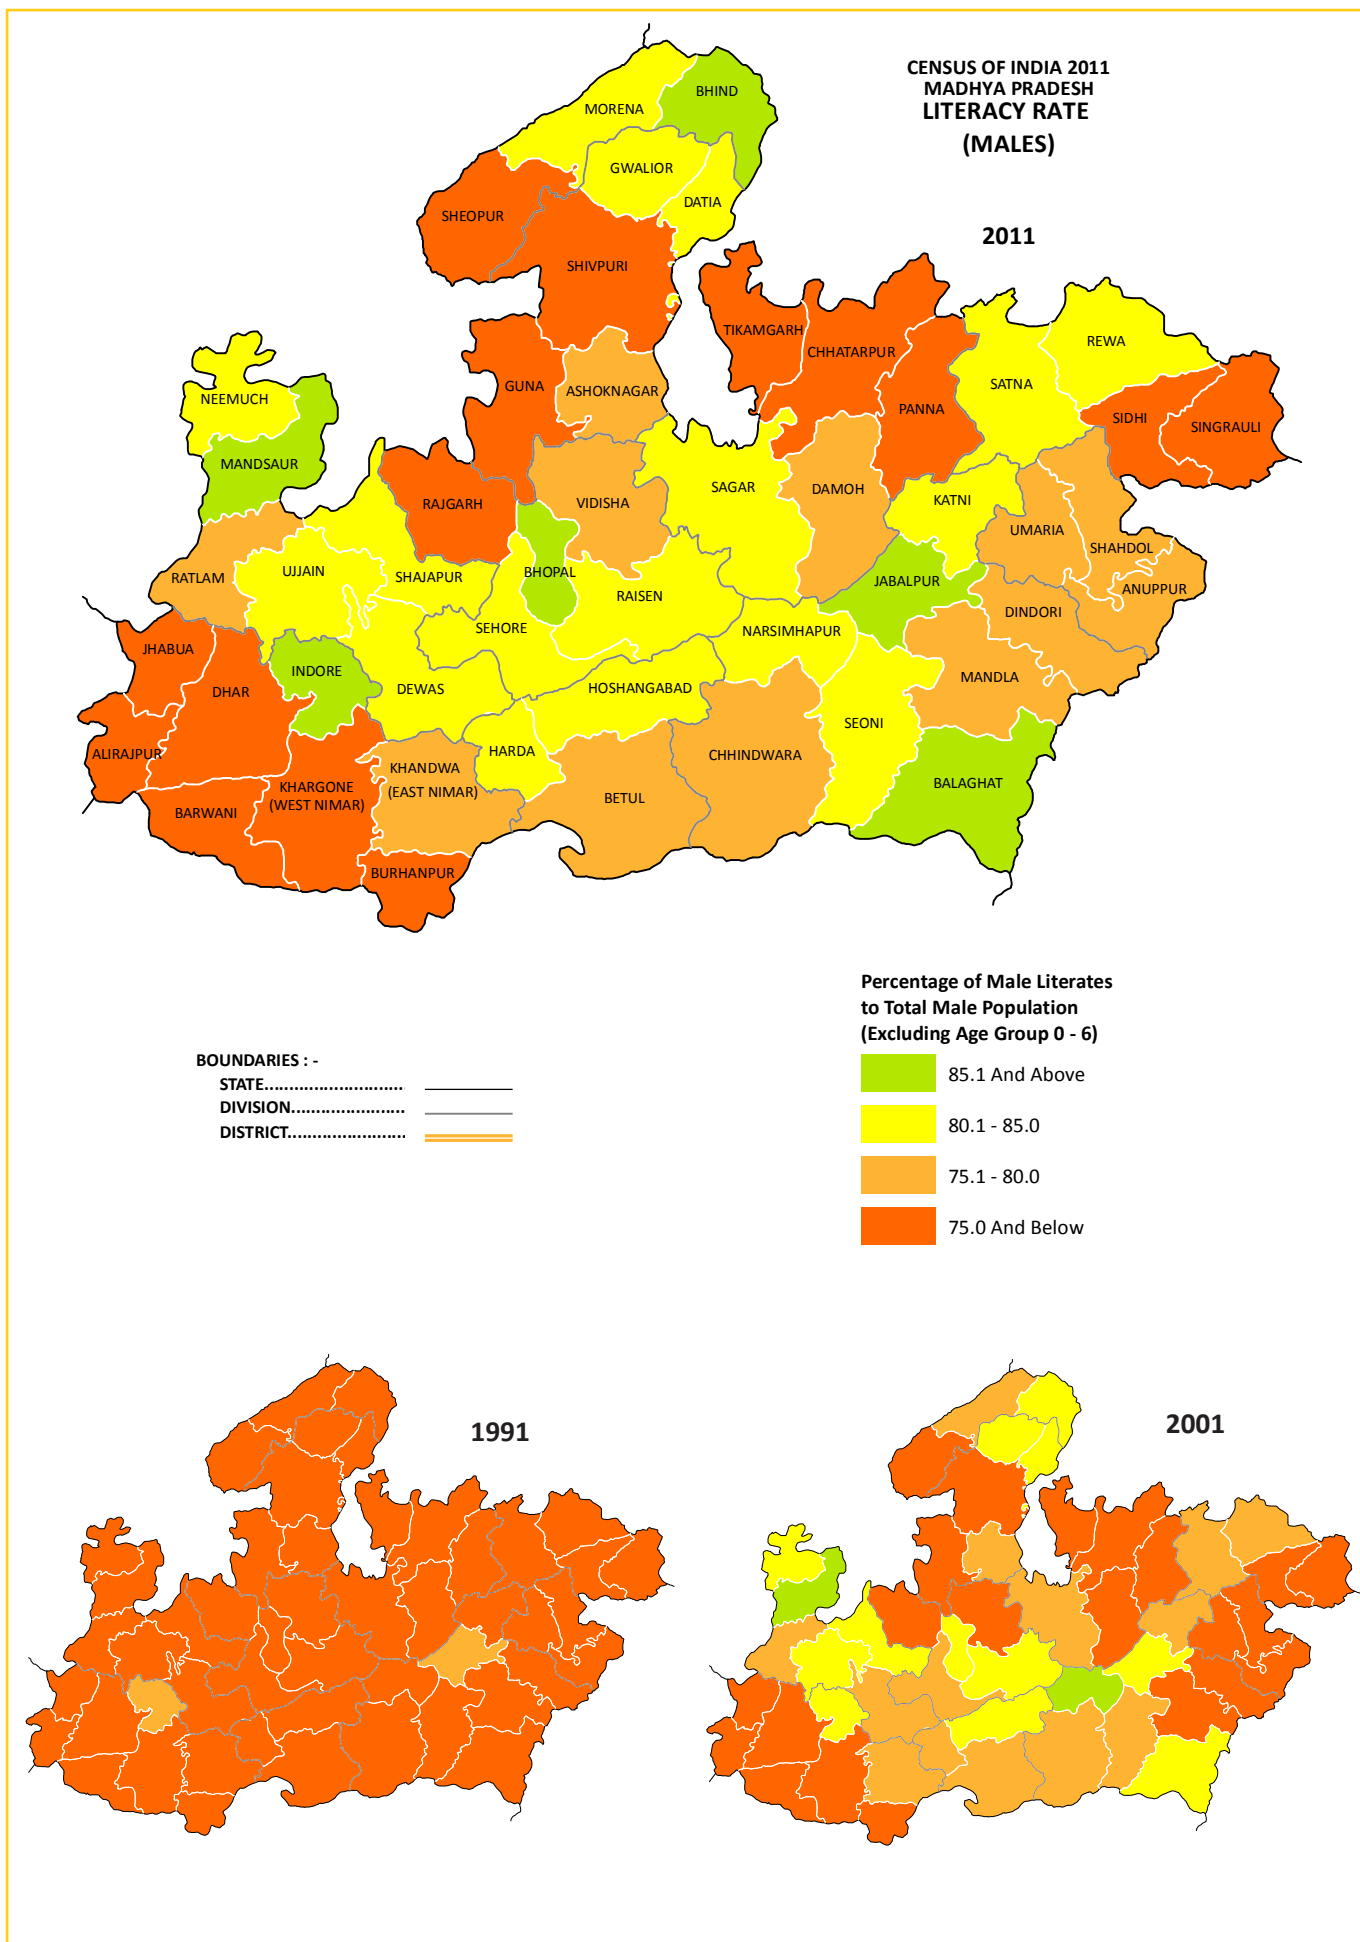 CENSUS OF INDIA 2011
MADHYA PRADESH
LITERACY RATE
(MALES)
2011
BHIND
MORENA
GWALIOR
DATIA
SHEOPUR
SHIVPURI
TIKAMGARH
CHHATARPUR
REWA
SATNA
GUNA
ASHOKNAGAR
PANNA
NEEMUCH
SIDHI
SINGRAULI
MANDSAUR
SAGAR
DAMOH
RAJGARH
VIDISHA
KATNI
UMARIA
SHAHDOL
RATLAM
UJJAIN
SHAJAPUR
BHOPAL
RAISEN
JABALPUR
ANUPPUR
DINDORI
SEHORE
NARSIMHAPUR
JHABUA
INDORE
DHAR
DEWAS
HOSHANGABAD
MANDLA
SEONI
ALIRAJPUR
HARDA
CHHINDWARA
KHANDWA
(EAST NIMAR)
BALAGHAT
KHARGONE
(WEST NIMAR)
BETUL
BARWANI
BURHANPUR
Percentage of Male Literates
to Total Male Population
(Excluding Age Group 0 - 6)
85.1 And Above
80.1 - 85.0
75.1 - 80.0
75.0 And Below
BOUNDARIES : -
STATE............................
DIVISION.......................
DISTRICT........................
1991
2001